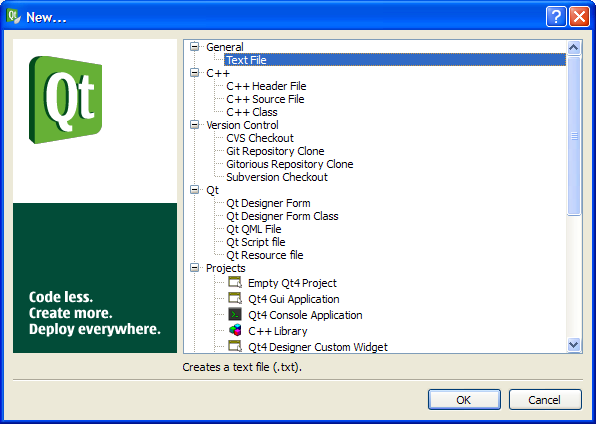 New...
Qt
Code less.
Create more.
Deploy everywhere.
General
Text File
C++
C++ Header File
C++ Source File
C++ Class
Version Control
CVS Checkout
Git Repository Clone
Gitorious Repository Clone
Subversion Checkout
Qt
Qt Designer Form
Qt Designer Form Class
Qt QML File
Qt Script file
Qt Resource file
Projects
Empty Qt4 Project
Qt4 Gui Application
Qt4 Console Application
C++ Library
Qt4 Designer Custom Widget
Creates a text file (.txt).
OK Cancel